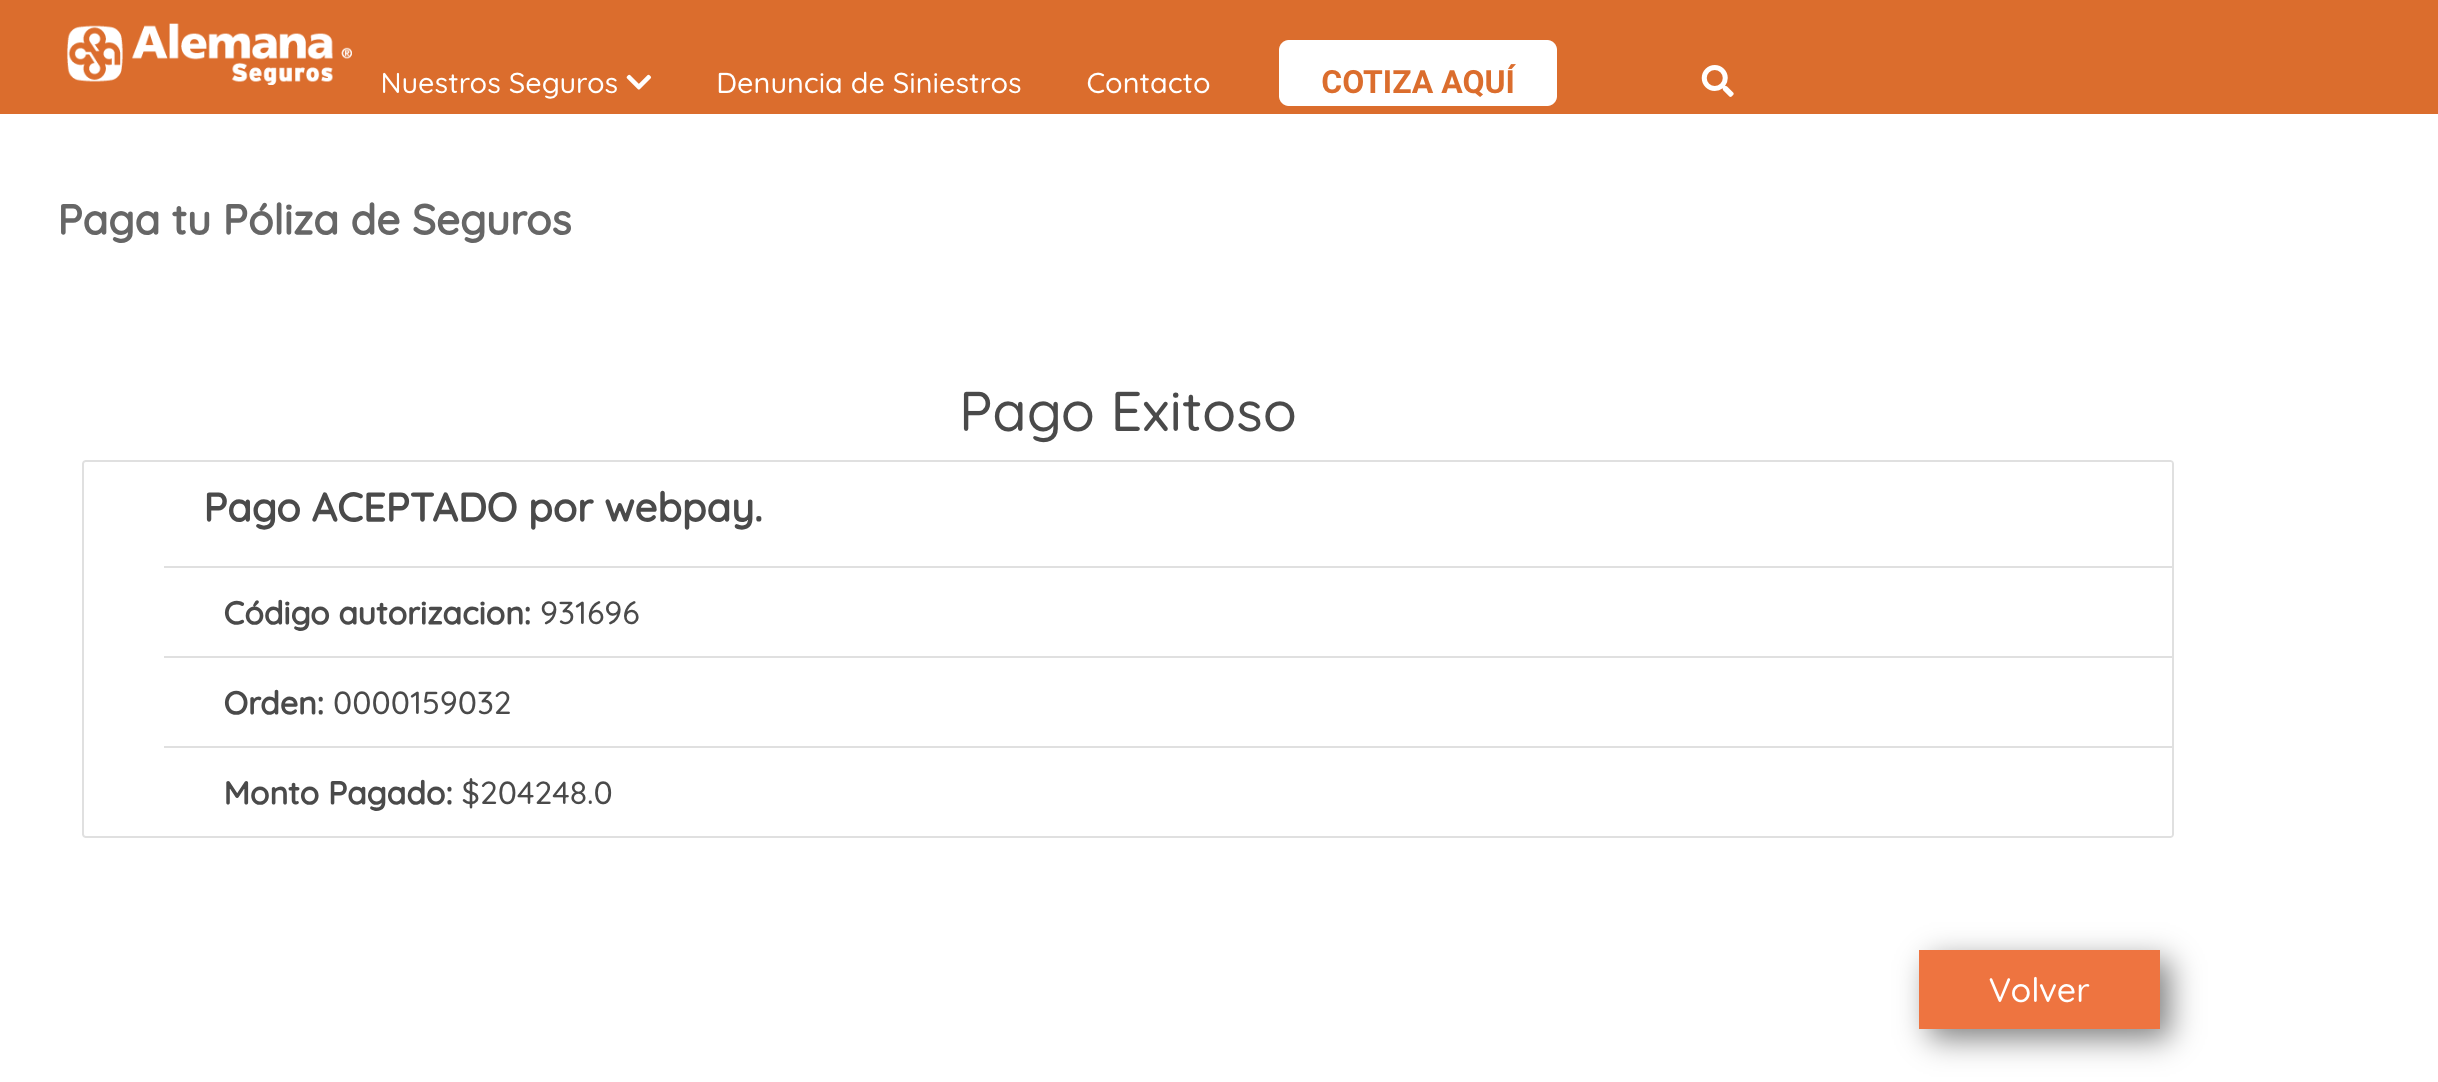 Alemana ®
Seguros
Nuestros Seguros
Denuncia de Siniestros
Contacto
COTIZA AQUÍ
Paga tu Póliza de Seguros
Pago Exitoso
Pago ACEPTADO por webpay.
Código autorizacion: 931696
Orden: 0000159032
Monto Pagado: $204248.0
Volver